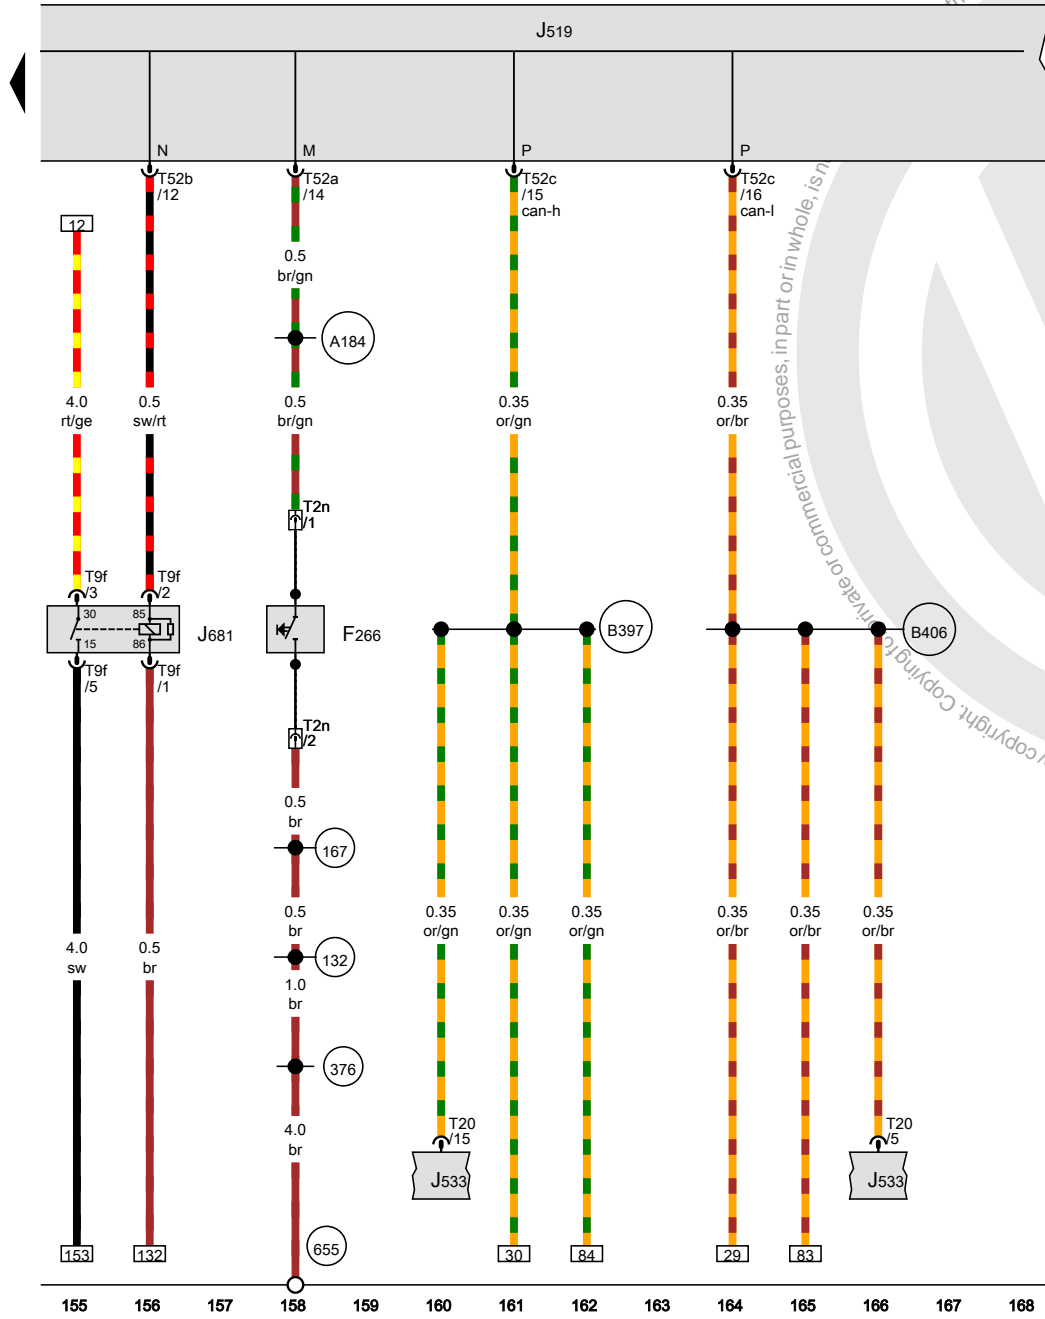 J519
N
M
P
P
T52b
/12
T52a
/14
T52c
/15
can-h
T52c
/16
can-l
12
0.5
br/gn
A184
4.0
rt/ge
0.5
sw/rt
0.5
br/gn
0.35
or/gn
0.35
or/br
T2n
/1
T9f
/3
T9f
/2
30
85
15
86
J681
F266
B397
B406
T9f
/5
T9f
/1
T2n
/2
0.5
br
167
0.5
br
132
1.0
br
4.0
sw
0.5
br
0.35
or/gn
0.35
or/gn
0.35
or/gn
0.35
or/br
0.35
or/br
0.35
or/br
376
4.0
br
T20
/15
J533
T20
/5
J533
655
153
132
30
84
29
83
155 156 157 158 159 160 161 162 163 164 165 166 167 168
copyright. Copying for private or commercial purposes, in part or in whole, is n